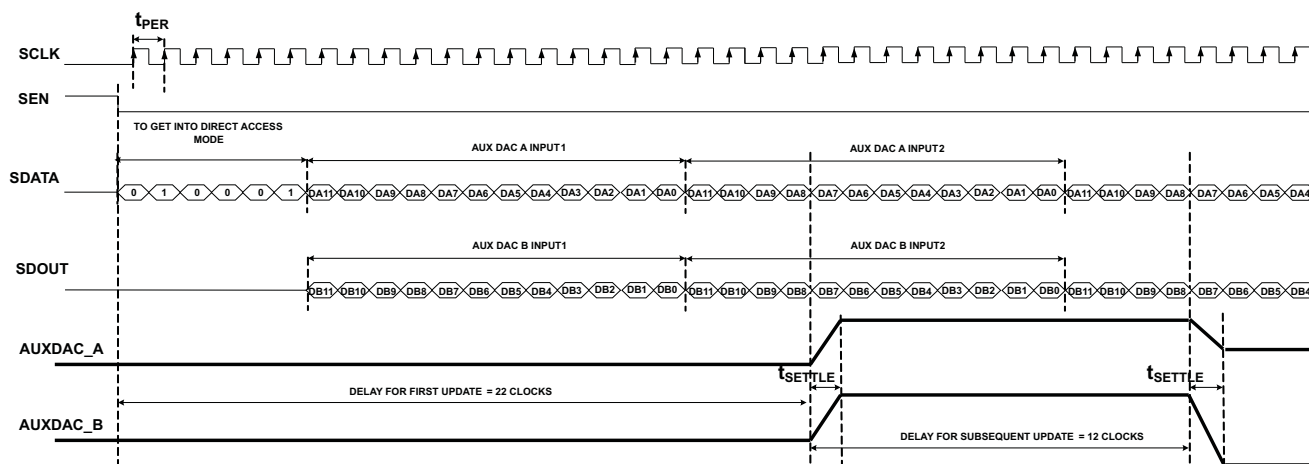 tPER
SCLK
SEN
TO GET INTO DIRECT ACCESS
MODE
AUX DAC A INPUT1
AUX DAC A INPUT2
SDATA
0 1 0 0 0 1 DA11 DA10 DA9 DA8 DA7 DA6 DA5 DA4 DA3 DA2 DA1 DA0 DA11 DA10 DA9 DA8 DA7 DA6 DA5 DA4 DA3 DA2 DA1 DA0 DA11 DA10 DA9 DA8 DA7 DA6 DA5 DA4
AUX DAC B INPUT1
AUX DAC B INPUT2
SDOUT
DB11 DB10 DB9 DB8 DB7 DB6 DB5 DB4 DB3 DB2 DB1 DB0 DB11 DB10 DB9 DB8 DB7 DB6 DB5 DB4 DB3 DB2 DB1 DB0 DB11 DB10 DB9 DB8 DB7 DB6 DB5 DB4
AUXDAC_A
tSETTLE
tSETTLE
DELAY FOR FIRST UPDATE = 22 CLOCKS
AUXDAC_B
DELAY FOR SUBSEQUENT UPDATE = 12 CLOCKS